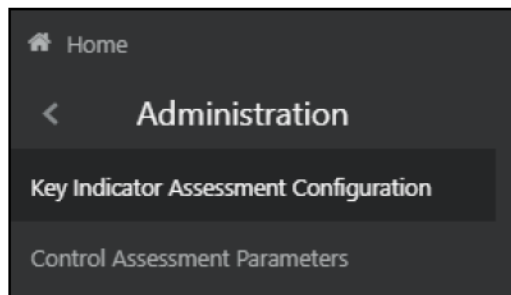 Home
Administration
Key Indicator Assessment Configuration
Control Assessment Parameters